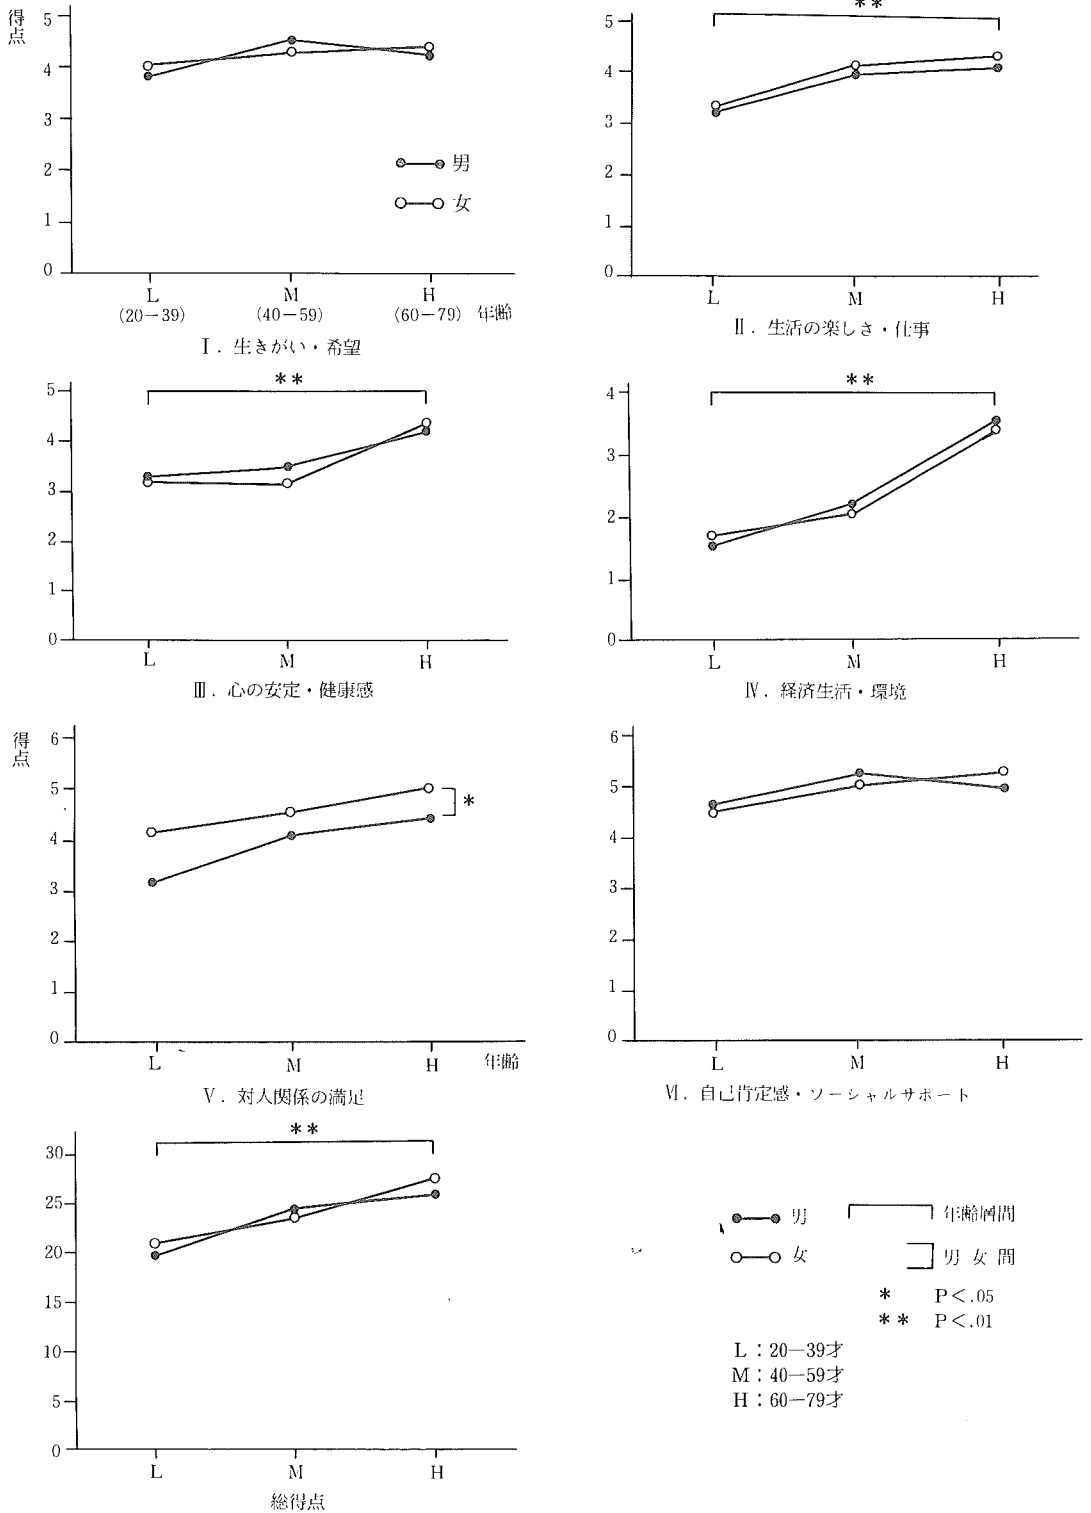 得点
5
4
3
2
1
0
男
女
L M H
(20−39) (40−59) (60−79) 年齢
Ⅰ. 生きがい・希望
**
5
4
3
2
1
0
L M H
Ⅱ. 生活の楽しさ・仕事
**
5
4
3
2
1
0
L M H
Ⅲ. 心の安定・健康感
**
4
3
2
1
0
L M H
Ⅳ. 経済生活・環境
得点
6
5
4
3
2
1
0
*
L M H 年齢
Ⅴ. 対人関係の満足
6
5
4
3
2
1
0
L M H
Ⅵ. 自己肯定感・ソーシャルサポート
**
30
25
20
15
10
5
0
L M H
総得点
男 年齢層間
女 男女間
* P<.05
** P<.01
L:20−39才
M:40−59才
H:60−79才